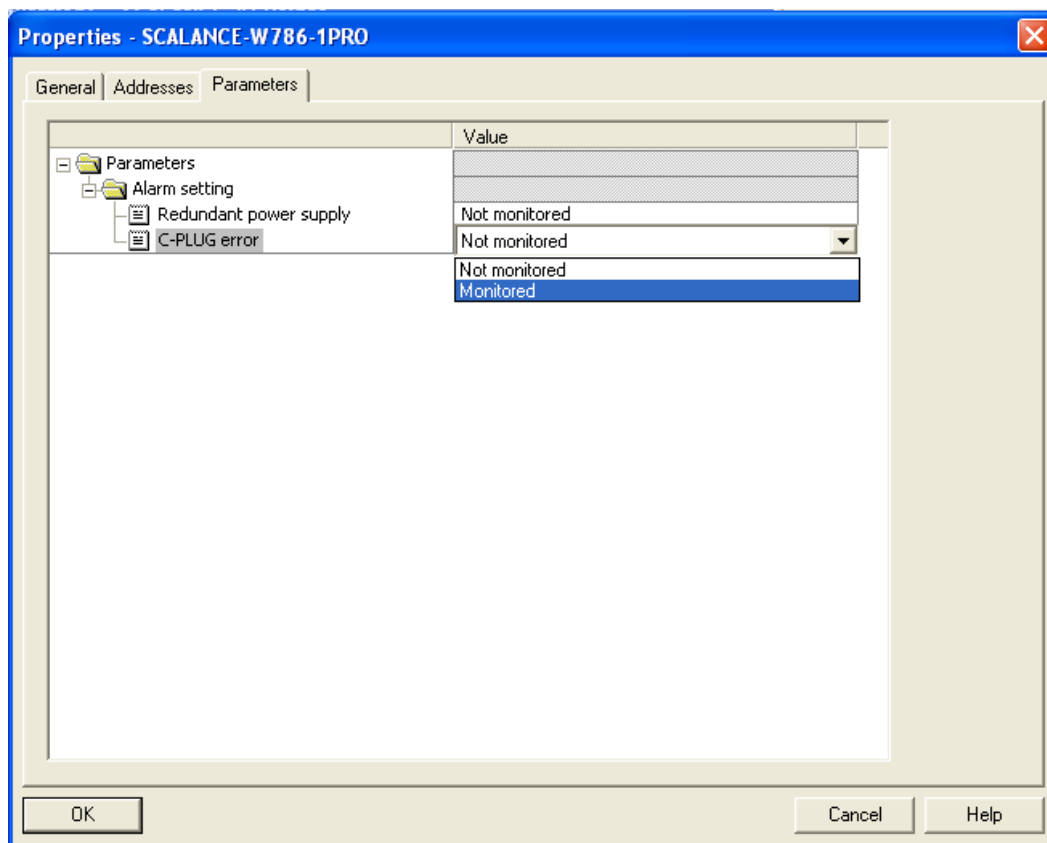 Properties - SCALANCE-W786-1PRO
General Addresses Parameters
Value
Parameters
Alarm setting
Redundant power supply Not monitored
C-PLUG error Not monitored
Not monitored
Monitored
OK Cancel Help